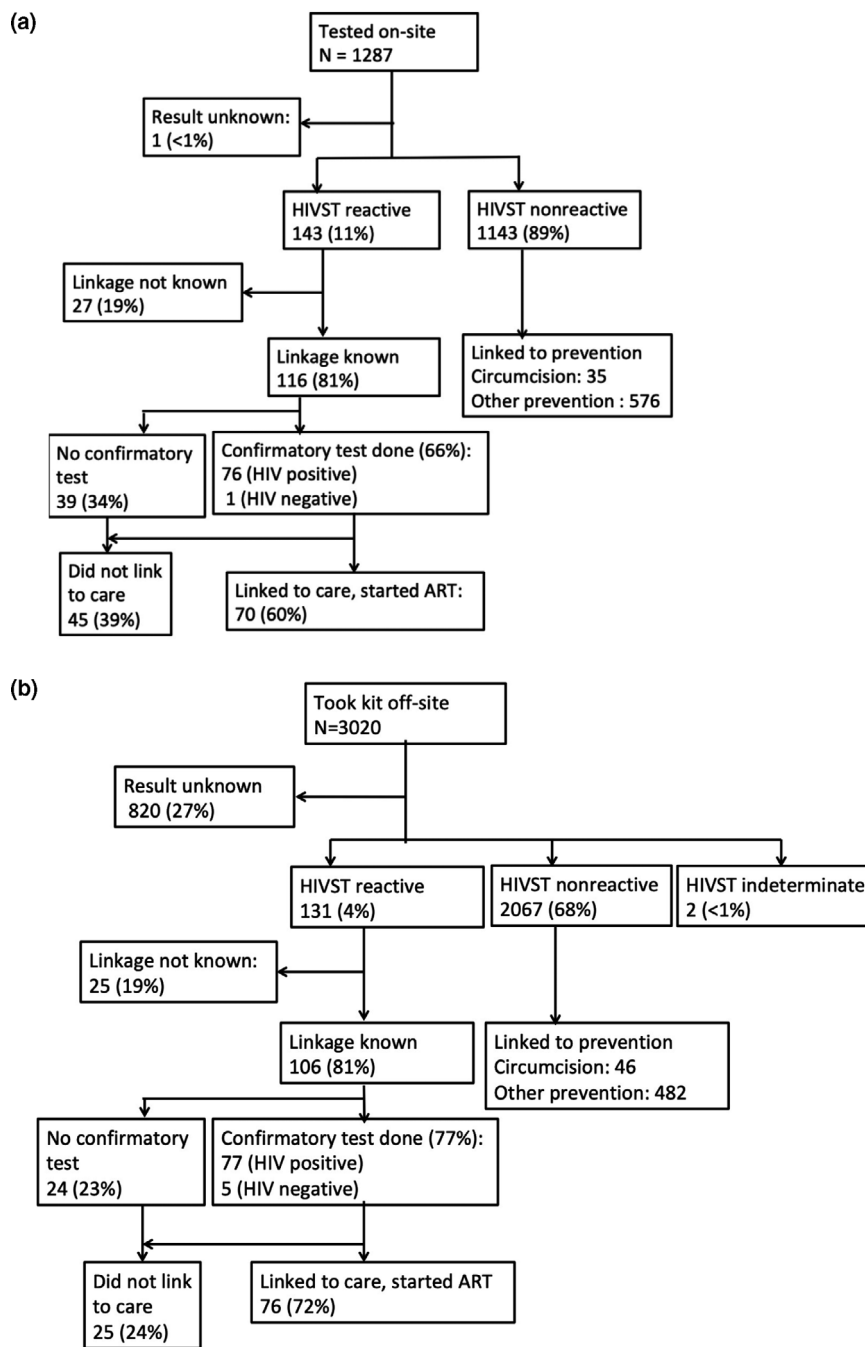 (a)
Tested on-site
N = 1287
Result unknown:
1 (<1%)
HIVST reactive
143 (11%)
HIVST nonreactive
1143 (89%)
Linkage not known
27 (19%)
Linkage known
116 (81%)
Linked to prevention
Circumcision: 35
Other prevention : 576
No confirmatory
test
39 (34%)
Confirmatory test done (66%):
76 (HIV positive)
1 (HIV negative)
Did not link
to care
45 (39%)
Linked to care, started ART:
70 (60%)
(b)
Took kit off-site
N=3020
Result unknown
820 (27%)
HIVST reactive
131 (4%)
HIVST nonreactive
2067 (68%)
HIVST indeterminate
2 (<1%)
Linkage not known:
25 (19%)
Linkage known
106 (81%)
Linked to prevention
Circumcision: 46
Other prevention: 482
No confirmatory
test
24 (23%)
Confirmatory test done (77%):
77 (HIV positive)
5 (HIV negative)
Did not link
to care
25 (24%)
Linked to care, started ART
76 (72%)